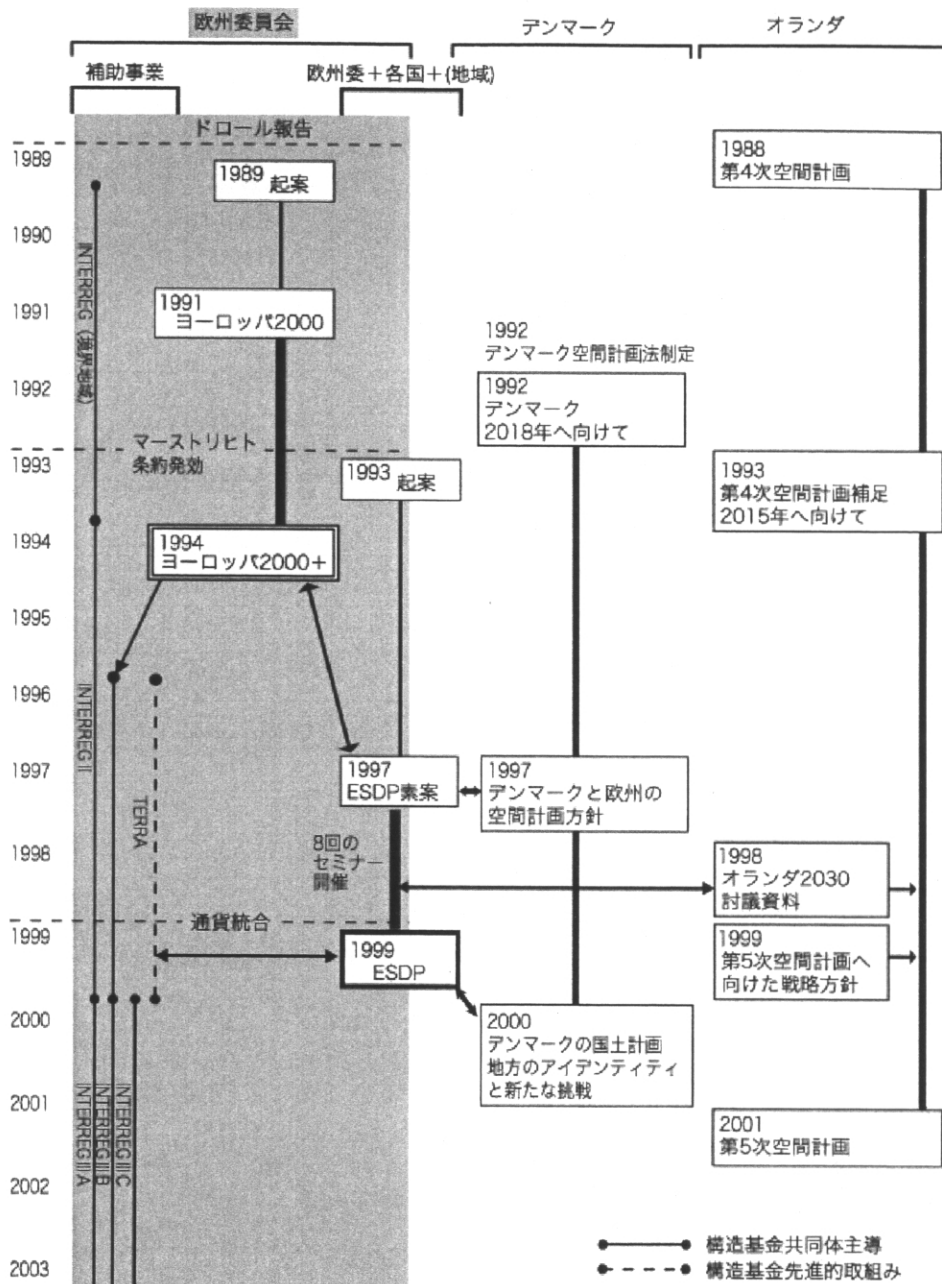 欧州委員会
デンマーク
オランダ
補助事業
欧州委+各国+(地域)
ドロール報告
1989
1989 起案
1988
第4次空間計画
1990
INTERREG (境界地域)
1991
1991
ヨーロッパ2000
1992
デンマーク空間計画法制定
1992
1992
デンマーク
2018年へ向けて
マーストリヒト
条約発効
1993
1993 起案
1993
第4次空間計画補足
2015年へ向けて
1994
1994
ヨーロッパ2000+
1995
1996
INTERREG II
TERRA
1997
1997
ESDP素案
1997
デンマークと欧州の
空間計画方針
1998
8回の
セミナー
開催
1998
オランダ2030
討議資料
通貨統合
1999
1999
ESDP
1999
第5次空間計画へ
向けた戦略方針
2000
2000
デンマークの国土計画
地方のアイデンティティ
と新たな挑戦
2001
INTERREG III A
INTERREG III B
INTERREG III C
2001
第5次空間計画
2002
2003
構造基金共同体主導
構造基金先進的取組み